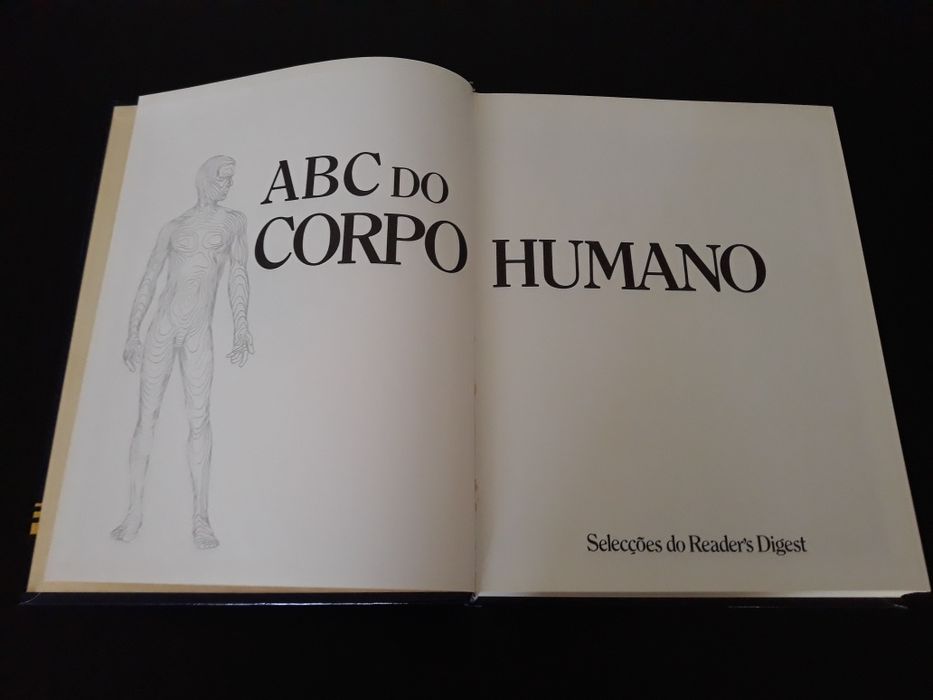 ABC DO
CORPO HUMANO
Selecções do Reader's Digest